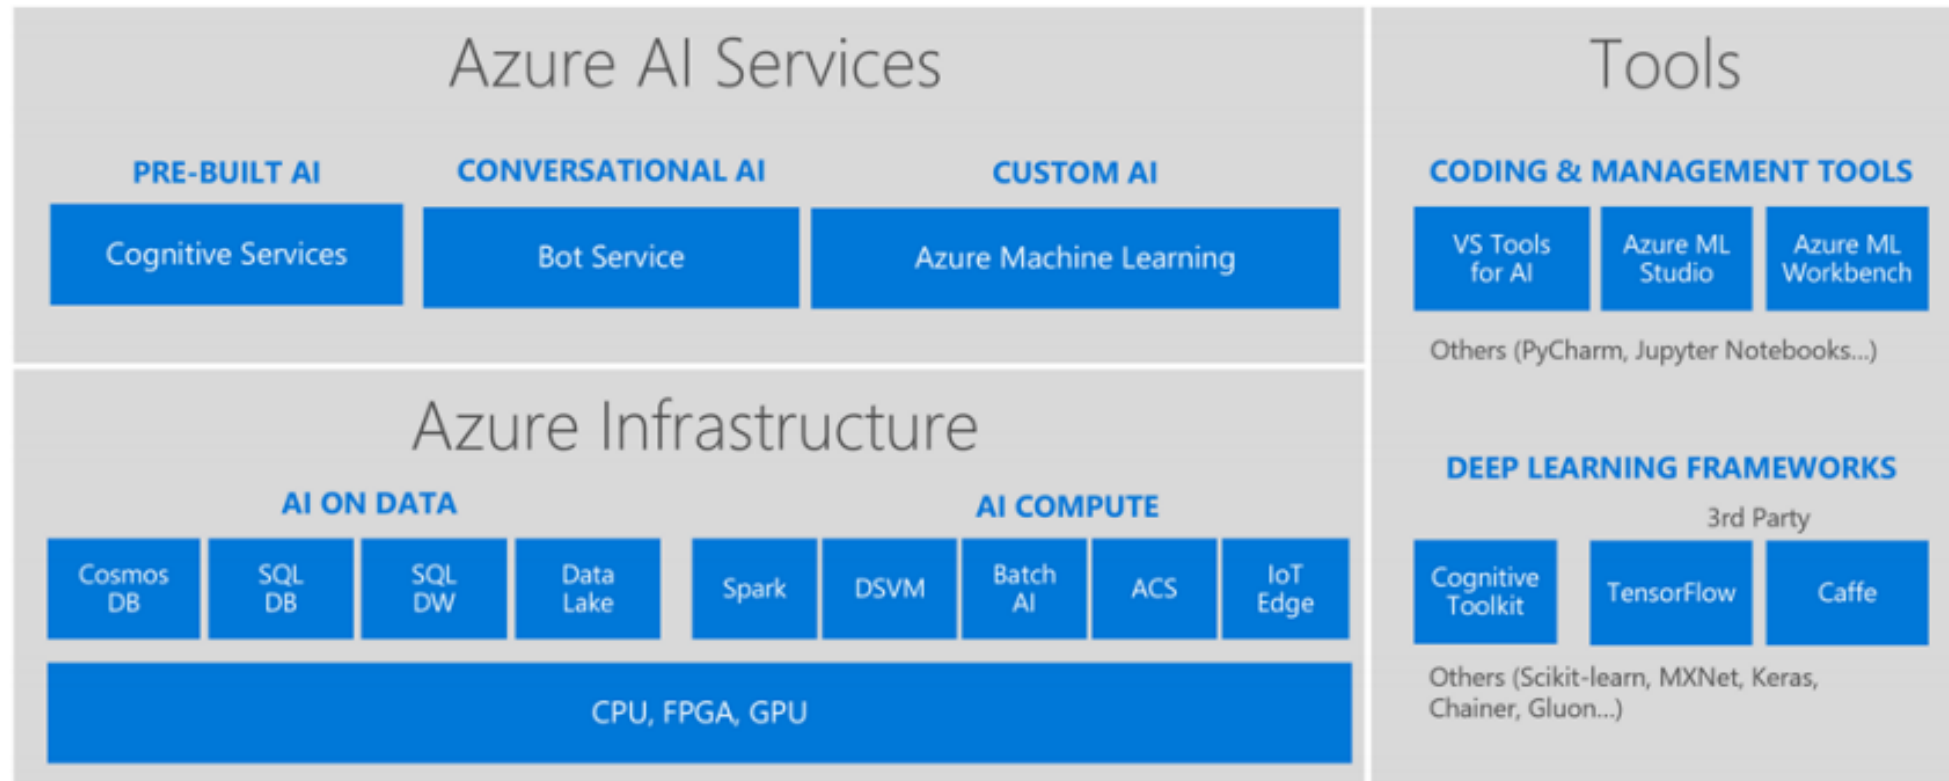 Azure AI Services
PRE-BUILT AI
Cognitive Services
CONVERSATIONAL AI
Bot Service
CUSTOM AI
Azure Machine Learning
Azure Infrastructure
AI ON DATA
Cosmos
DB
SQL
DB
SQL
DW
Data
Lake
AI COMPUTE
Spark
DSVM
Batch
AI
ACS
IoT
Edge
CPU, FPGA, GPU
Tools
CODING & MANAGEMENT TOOLS
VS Tools
for AI
Azure ML
Studio
Azure ML
Workbench
Others (PyCharm, Jupyter Notebooks...)
DEEP LEARNING FRAMEWORKS
3rd Party
Cognitive
Toolkit
TensorFlow
Caffe
Others (Scikit-learn, MXNet, Keras,
Chainer, Gluon...)